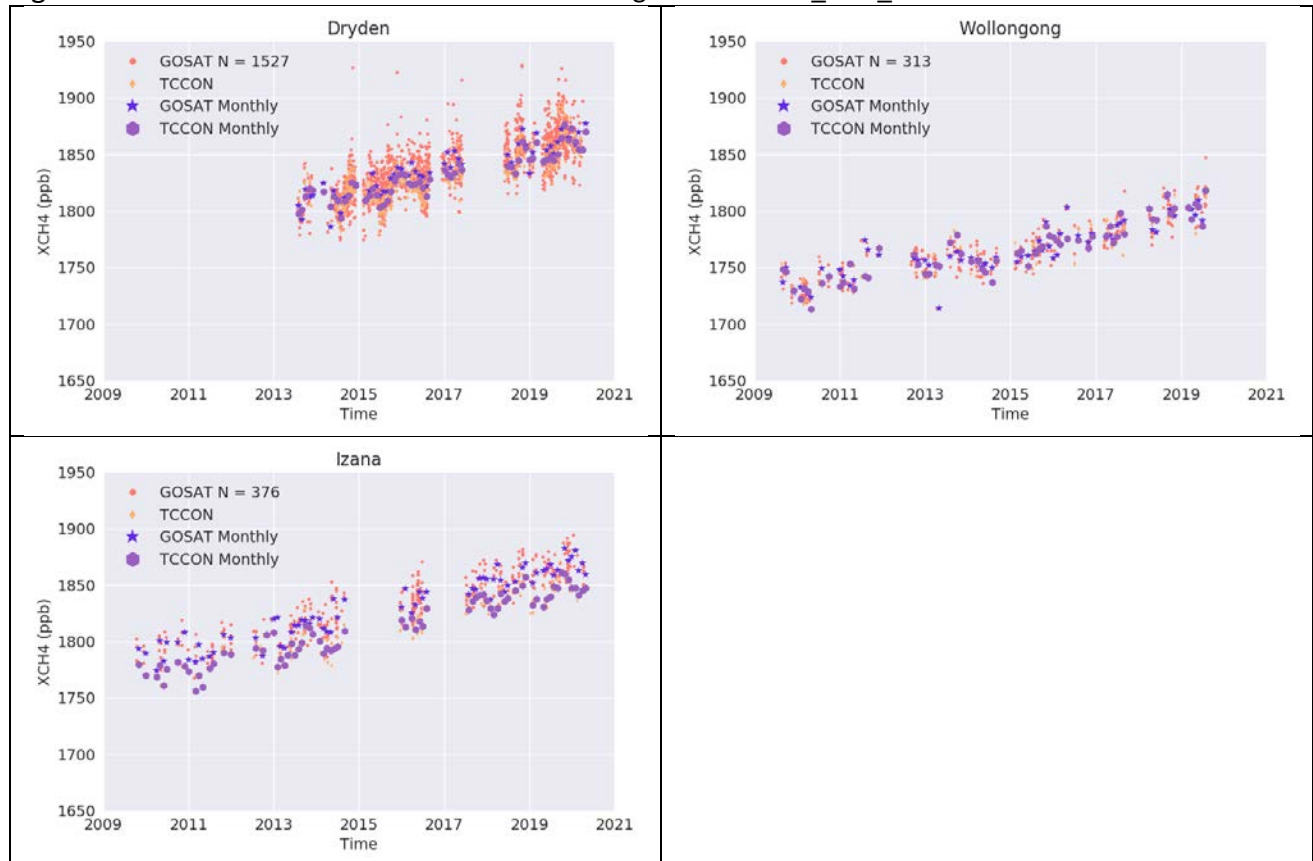 Dryden
1950
1900
1850
1800
1750
1700
1650
XCH4 (ppb)
GOSAT N = 1527
TCCON
GOSAT Monthly
TCCON Monthly
2009 2011 2013 2015 2017 2019 2021
Time
Wollongong
1950
1900
1850
1800
1750
1700
1650
XCH4 (ppb)
GOSAT N = 313
TCCON
GOSAT Monthly
TCCON Monthly
2009 2011 2013 2015 2017 2019 2021
Time
Izana
1950
1900
1850
1800
1750
1700
1650
XCH4 (ppb)
GOSAT N = 376
TCCON
GOSAT Monthly
TCCON Monthly
2009 2011 2013 2015 2017 2019 2021
Time